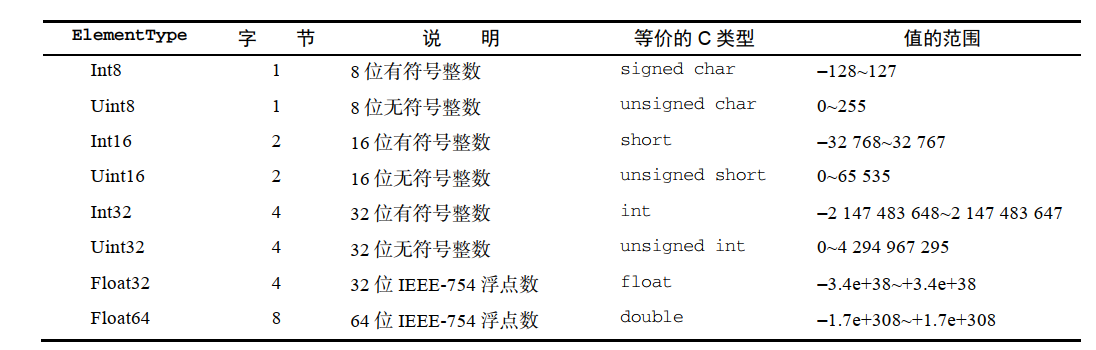 ElementType 字 节 说 明 等价的 C 类型 值的范围
Int8 1 8 位有符号整数 signed char −128~127
Uint8 1 8 位无符号整数 unsigned char 0~255
Int16 2 16 位有符号整数 short −32 768~32 767
Uint16 2 16 位无符号整数 unsigned short 0~65 535
Int32 4 32 位有符号整数 int −2 147 483 648~2 147 483 647
Uint32 4 32 位无符号整数 unsigned int 0~4 294 967 295
Float32 4 32 位 IEEE-754 浮点数 float −3.4e+38~+3.4e+38
Float64 8 64 位 IEEE-754 浮点数 double −1.7e+308~+1.7e+308